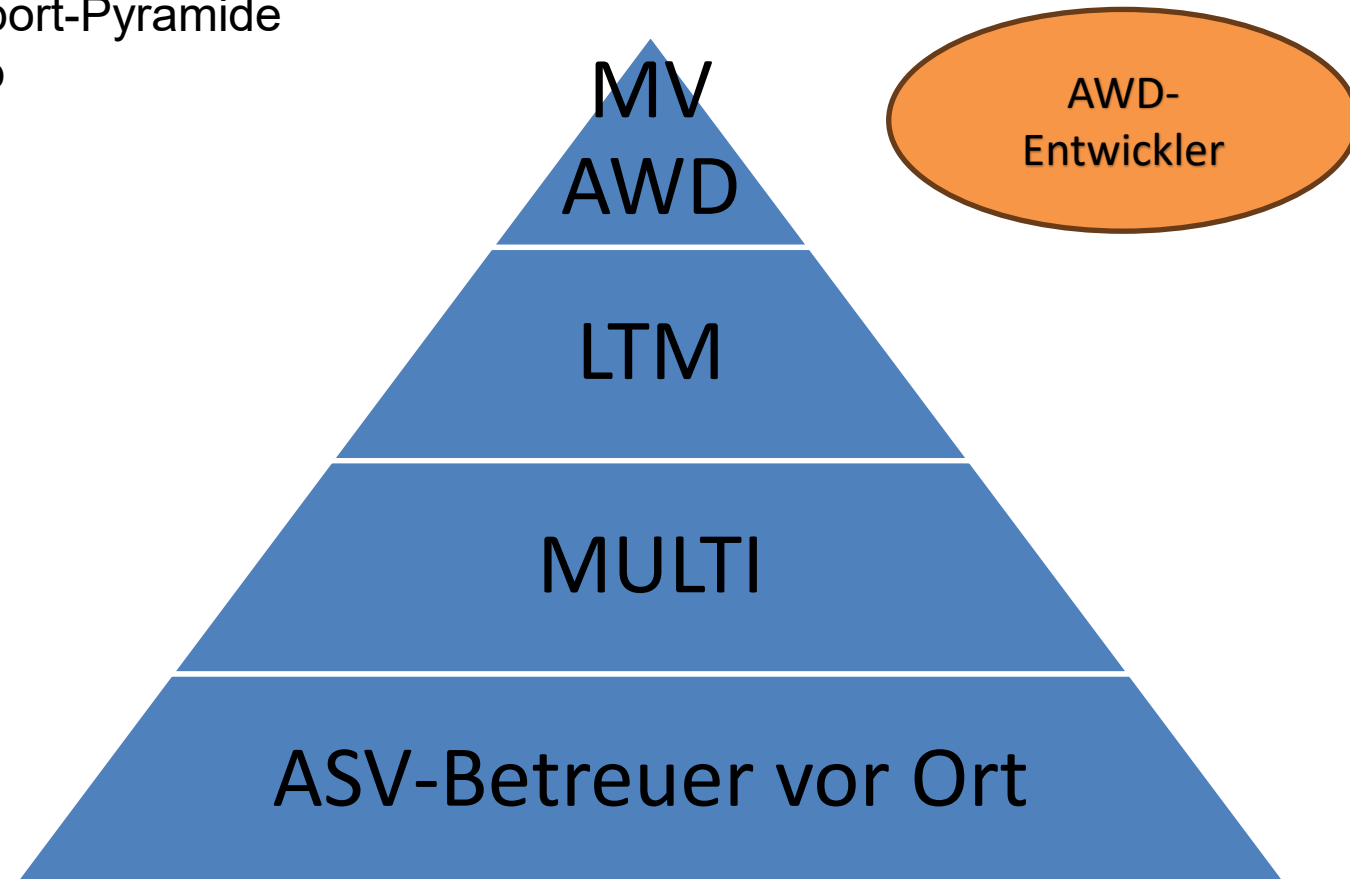 port-Pyramide
MV
AWD-
AWD
Entwickler
LTM
MULTI
ASV-Betreuer vor Ort